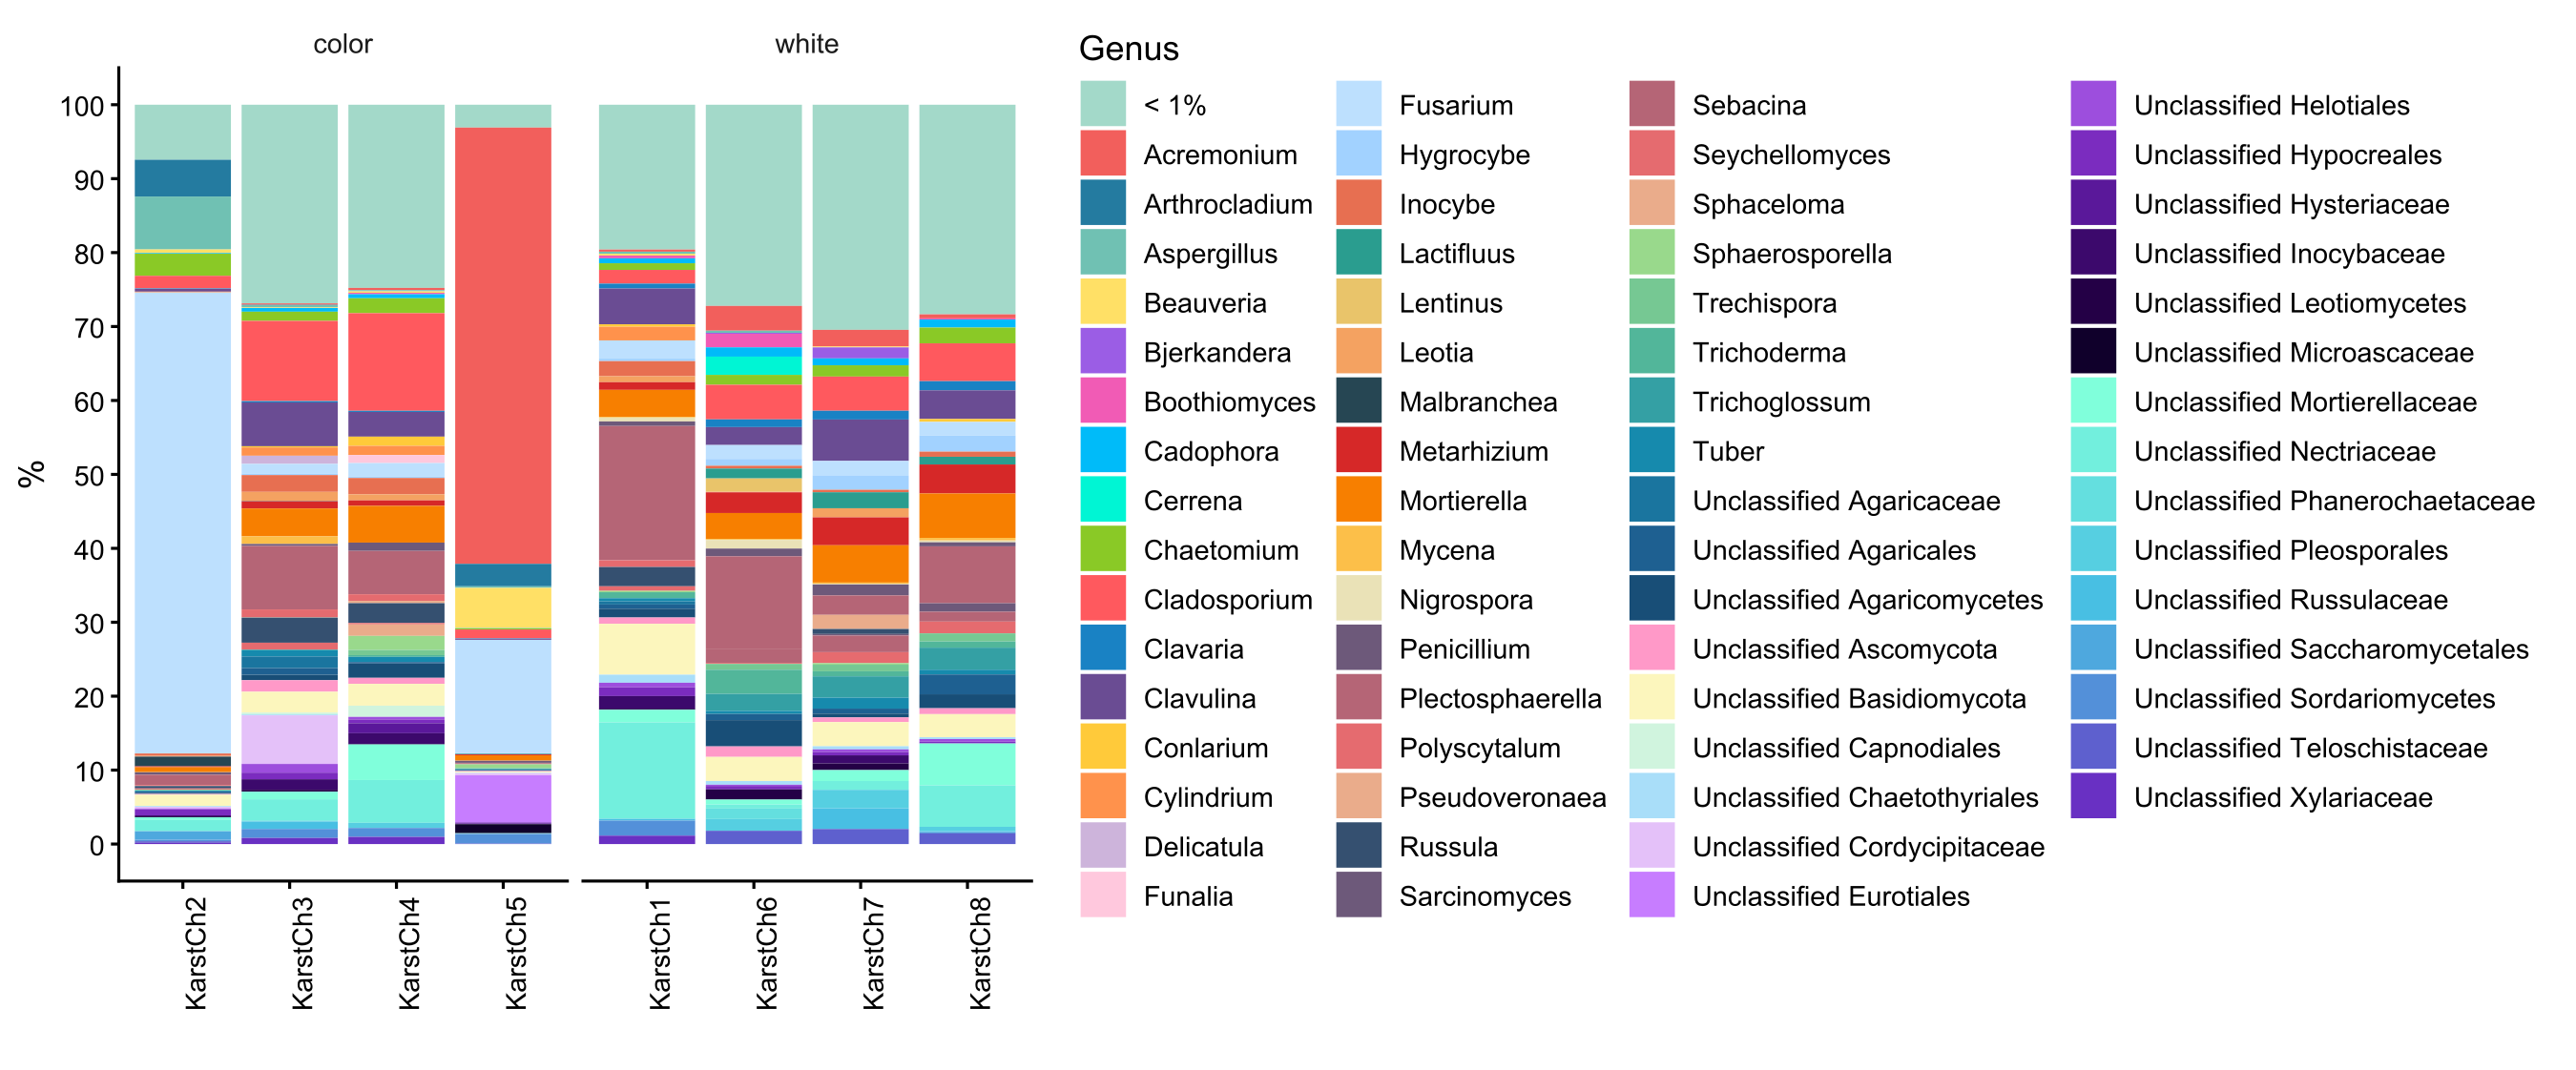 color
white
100
90
80
70
60
50
40
30
20
10
0
%
KarstCh2
KarstCh3
KarstCh4
KarstCh5
KarstCh1
KarstCh6
KarstCh7
KarstCh8
Genus
< 1%
Acremonium
Arthrocladium
Aspergillus
Beauveria
Bjerkandera
Boothiomyces
Cadophora
Cerrena
Chaetomium
Cladosporium
Clavaria
Clavulina
Conlarium
Cylindrium
Delicatula
Funalia
Fusarium
Hygrocybe
Inocybe
Lactifluus
Lentinus
Leotia
Malbranchea
Metarhizium
Mortierella
Mycena
Nigrospora
Penicillium
Plectosphaerella
Polyscytalum
Pseudoveronaea
Russula
Sarcinomyces
Sebacina
Seychellomyces
Sphaceloma
Sphaerosporella
Trechispora
Trichoderma
Trichoglossum
Tuber
Unclassified Agaricaceae
Unclassified Agaricales
Unclassified Agaricomycetes
Unclassified Ascomycota
Unclassified Basidiomycota
Unclassified Capnodiales
Unclassified Chaetothyriales
Unclassified Cordycipitaceae
Unclassified Eurotiales
Unclassified Helotiales
Unclassified Hypocreales
Unclassified Hysteriaceae
Unclassified Inocybaceae
Unclassified Leotiomycetes
Unclassified Microascaceae
Unclassified Mortierellaceae
Unclassified Nectriaceae
Unclassified Phanerochaetaceae
Unclassified Pleosporales
Unclassified Russulaceae
Unclassified Saccharomycetales
Unclassified Sordariomycetes
Unclassified Teloschistaceae
Unclassified Xylariaceae